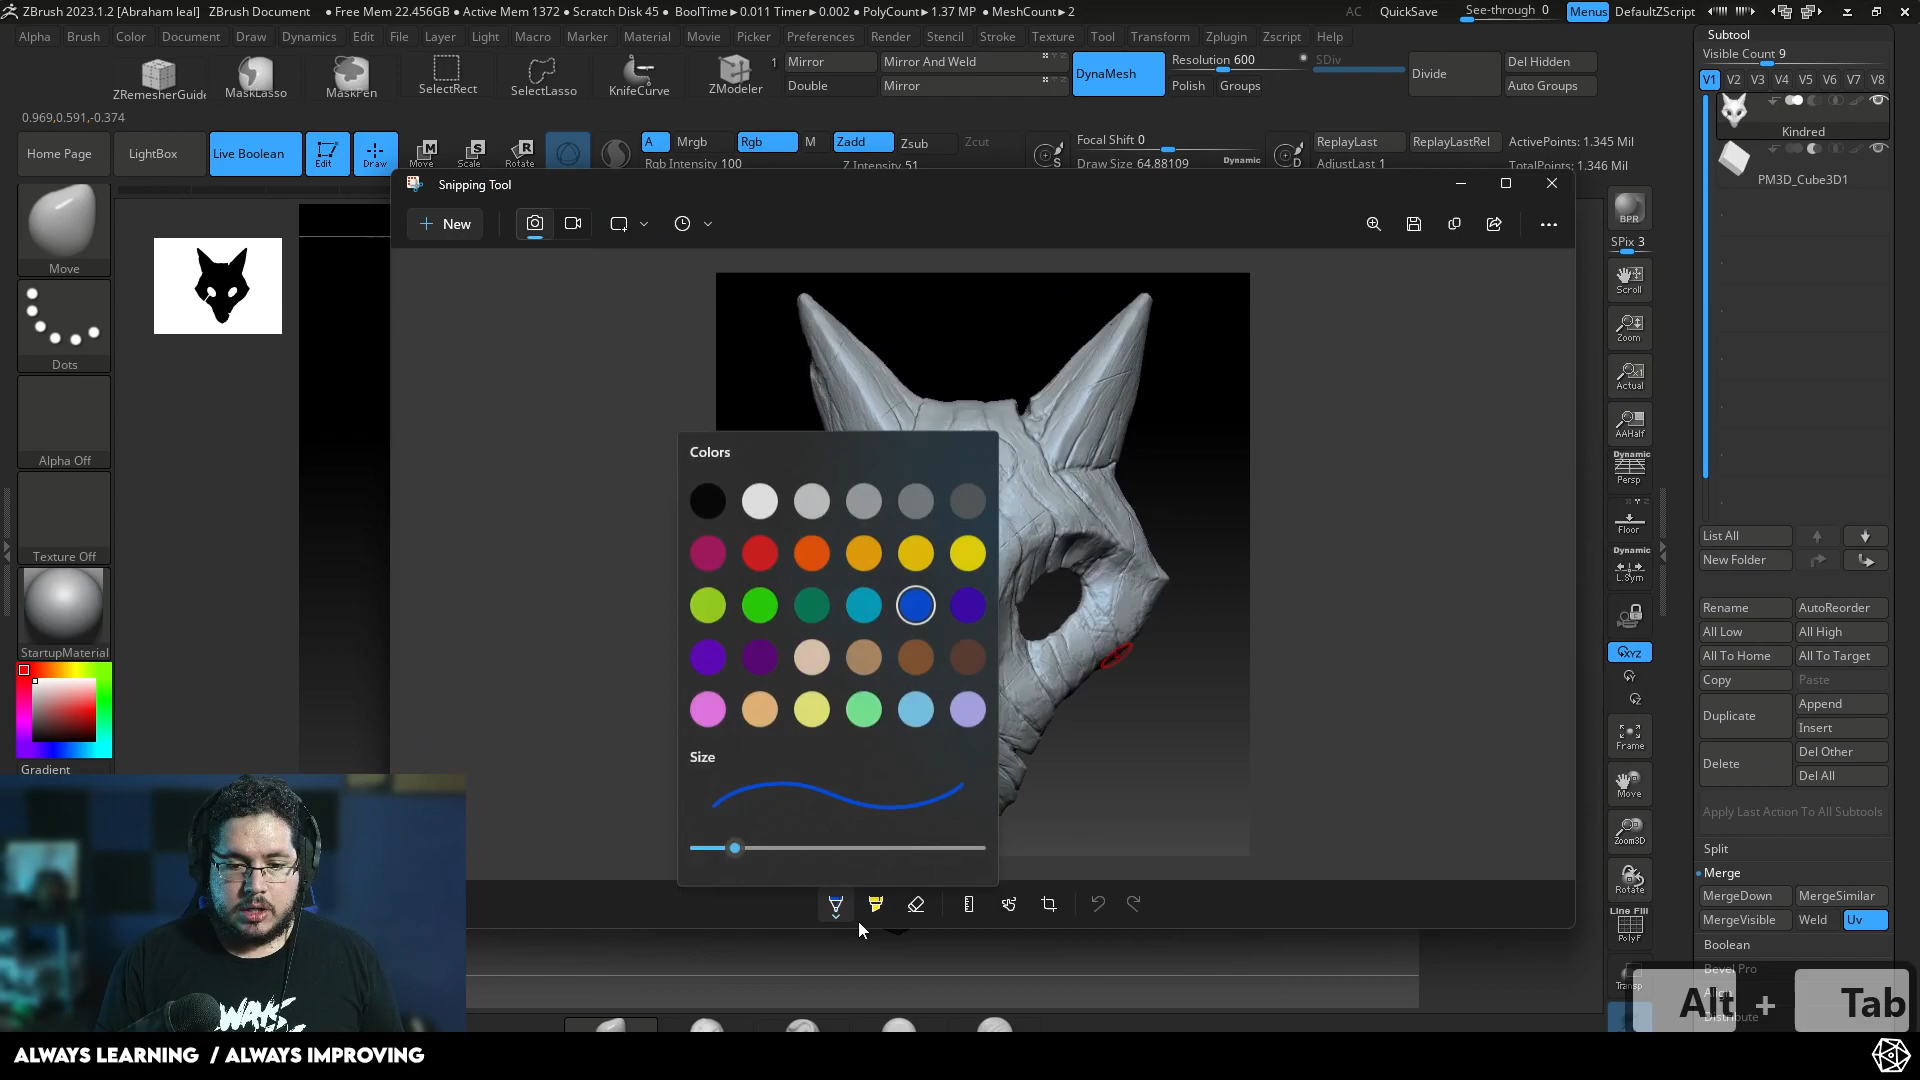 ZBrush 2023.1.2 [Abraham leal] ZBrush Document ● Free Mem 22.456GB ● Active Mem 1372 ● Scratch Disk 45 ● BoolTime▸0.011 Timer▸0.002 ● PolyCount▸1.37 MP ● MeshCount▸2 AC QuickSave See-through 0 Menus DefaultZScript
Alpha Brush Color Document Draw Dynamics Edit File Layer Light Macro Marker Material Movie Picker Preferences Render Stencil Stroke Texture Tool Transform Zplugin Zscript Help
ZRemesherGuide MaskLasso MaskPen SelectRect SelectLasso KnifeCurve ZModeler
1 Mirror Mirror And Weld DynaMesh Resolution 600 SDiv Divide Del Hidden
Double Mirror Polish Groups Auto Groups
0.969,0.591,-0.374
Home Page LightBox Live Boolean Edit Draw Move Scale Rotate
A Mrgb Rgb M Zadd Zsub Zcut Focal Shift 0 ReplayLast ReplayLastRel ActivePoints: 1.345 Mil
Rgb Intensity 100 Z Intensity 51 Draw Size 64.88109 Dynamic AdjustLast 1 TotalPoints: 1.346 Mil
S D
Move
Dots
Alpha Off
Texture Off
StartupMaterial
Gradient
Snipping Tool
New
Colors
Size
BPR
SPix 3
Scroll
Zoom
Actual
AAHalf
Dynamic
Persp
Floor
Dynamic
L.Sym
XYZ
Frame
Move
Zoom3D
Rotate
Line Fill
PolyF
Transp
Subtool
Visible Count 9
V1 V2 V3 V4 V5 V6 V7 V8
Kindred
PM3D_Cube3D1
List All
New Folder
Rename AutoReorder
All Low All High
All To Home All To Target
Copy Paste
Duplicate Append
Insert
Delete Del Other
Del All
Apply Last Action To All Subtools
Split
Merge
MergeDown MergeSimilar
MergeVisible Weld Uv
Boolean
Bevel Pro
Align
Distribute
Alt + Tab
ALWAYS LEARNING / ALWAYS IMPROVING